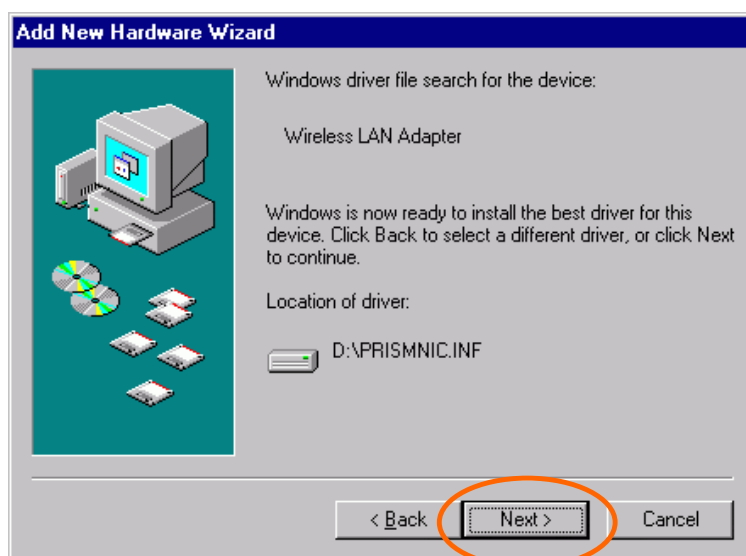 Add New Hardware Wizard
Windows driver file search for the device:
Wireless LAN Adapter
Windows is now ready to install the best driver for this
device. Click Back to select a different driver, or click Next
to continue.
Location of driver:
D:\PRISMNIC.INF
< Back
Next >
Cancel